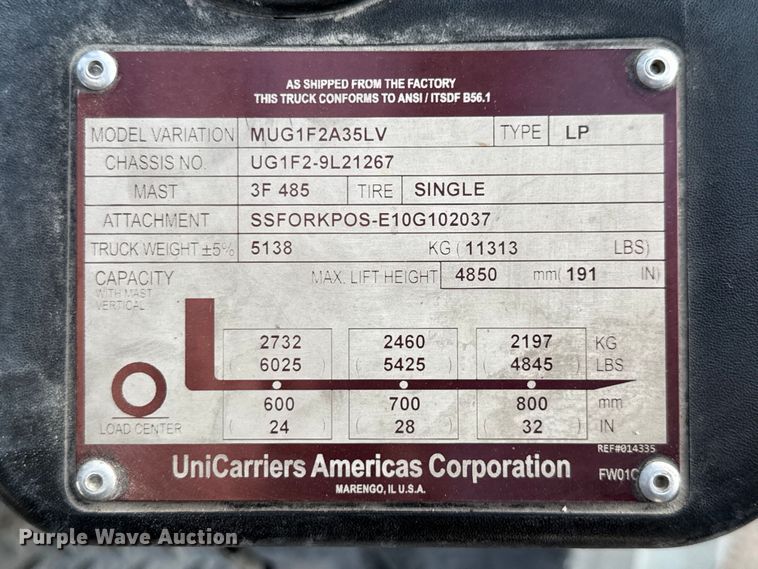 AS SHIPPED FROM THE FACTORY
THIS TRUCK CONFORMS TO ANSI / ITSDF B56.1
MODEL VARIATION MUG1F2A35LV TYPE LP
CHASSIS NO. UG1F2-9L21267
MAST 3F 485 TIRE SINGLE
ATTACHMENT SSFORKPOS-E10G102037
TRUCK WEIGHT ±5% 5138 KG ( 11313 LBS)
CAPACITY MAX. LIFT HEIGHT 4850 mm ( 191 IN)
WITH MAST
VERTICAL
2732 2460 2197 KG
( 6025 ) ( 5425 ) ( 4845 ) LBS
600 700 800 mm
LOAD CENTER ( 24 ) ( 28 ) ( 32 ) IN
REF#014335
UniCarriers Americas Corporation FW01C
MARENGO, IL U.S.A.
Purple Wave Auction